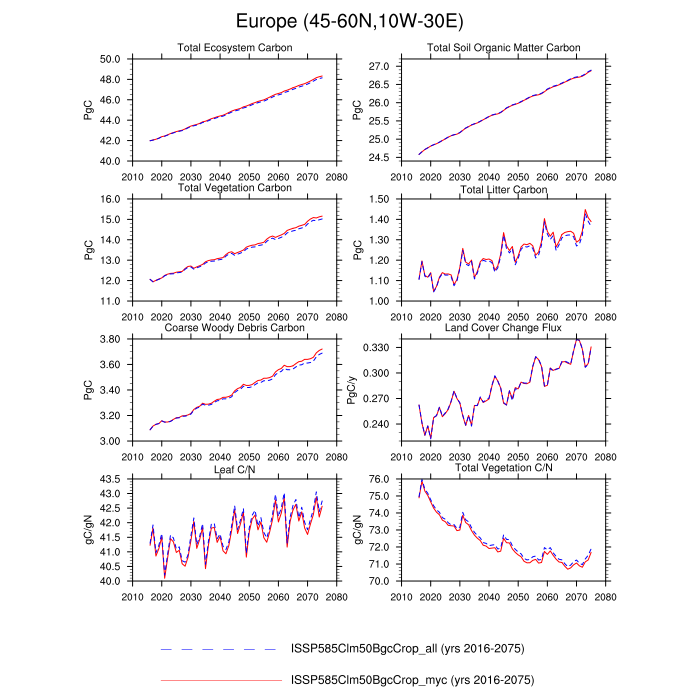 Europe (45-60N,10W-30E)
Total Ecosystem Carbon
PgC
50.0
48.0
46.0
44.0
42.0
40.0
2010 2020 2030 2040 2050 2060 2070 2080
Total Soil Organic Matter Carbon
PgC
27.0
26.5
26.0
25.5
25.0
24.5
2010 2020 2030 2040 2050 2060 2070 2080
Total Vegetation Carbon
PgC
16.0
15.0
14.0
13.0
12.0
11.0
2010 2020 2030 2040 2050 2060 2070 2080
Total Litter Carbon
PgC
1.50
1.40
1.30
1.20
1.10
1.00
2010 2020 2030 2040 2050 2060 2070 2080
Coarse Woody Debris Carbon
PgC
3.80
3.60
3.40
3.20
3.00
2010 2020 2030 2040 2050 2060 2070 2080
Land Cover Change Flux
PgC/y
0.330
0.300
0.270
0.240
2010 2020 2030 2040 2050 2060 2070 2080
Leaf C/N
gC/gN
43.5
43.0
42.5
42.0
41.5
41.0
40.5
40.0
2010 2020 2030 2040 2050 2060 2070 2080
Total Vegetation C/N
gC/gN
76.0
75.0
74.0
73.0
72.0
71.0
70.0
2010 2020 2030 2040 2050 2060 2070 2080
ISSP585Clm50BgcCrop_all (yrs 2016-2075)
ISSP585Clm50BgcCrop_myc (yrs 2016-2075)